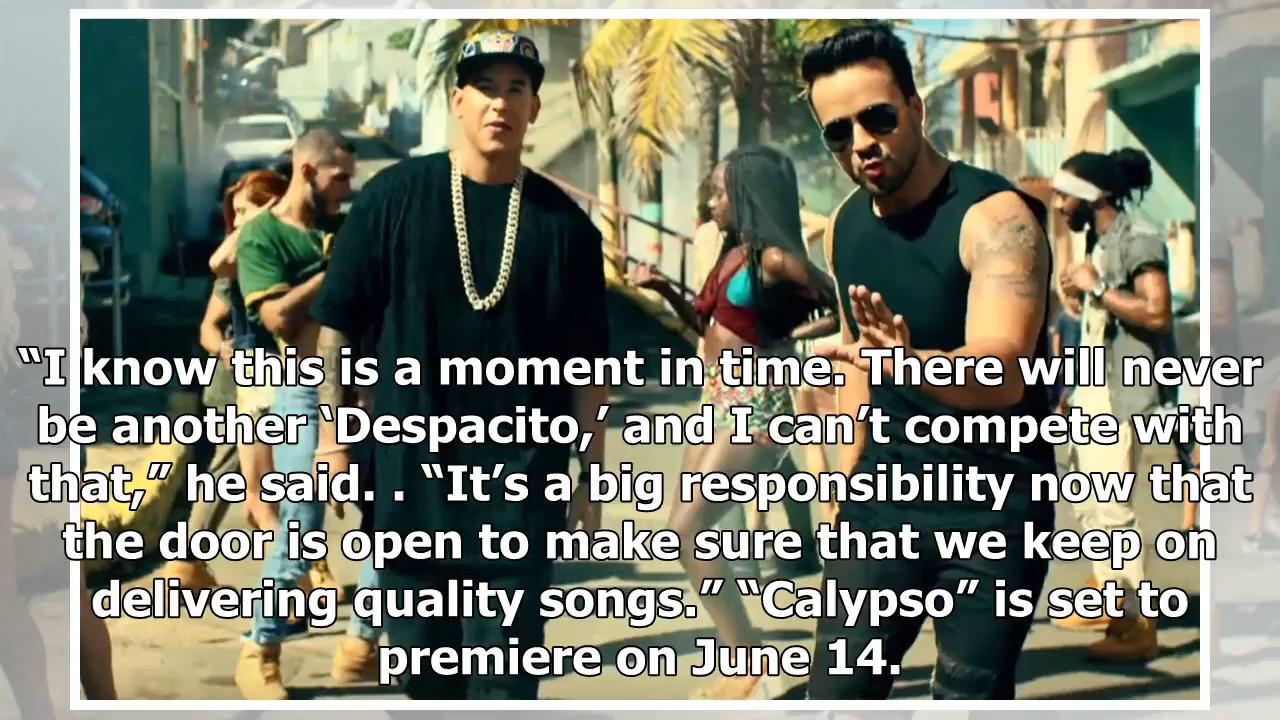 “I know this is a moment in time. There will never
be another ‘Despacito,’ and I can’t compete with
that,” he said. . “It’s a big responsibility now that
the door is open to make sure that we keep on
delivering quality songs.” “Calypso” is set to
premiere on June 14.